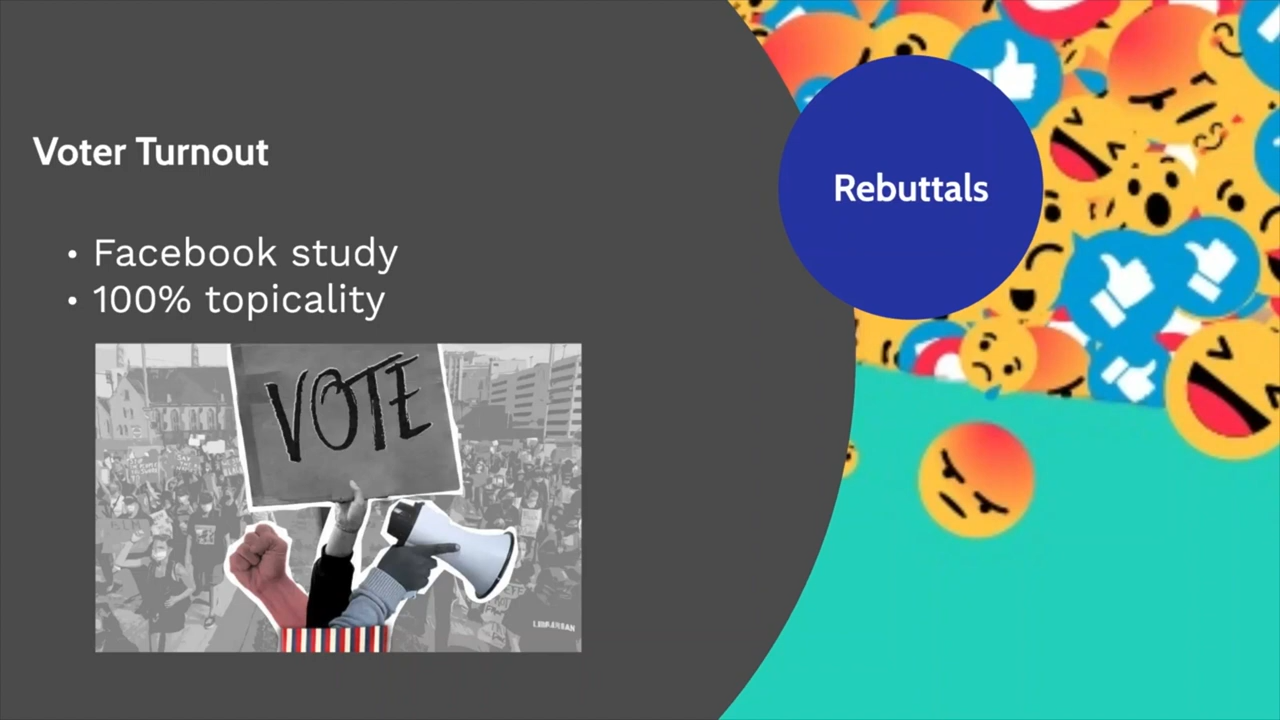 Voter Turnout
Rebuttals
• Facebook study
• 100% topicality
VOTE